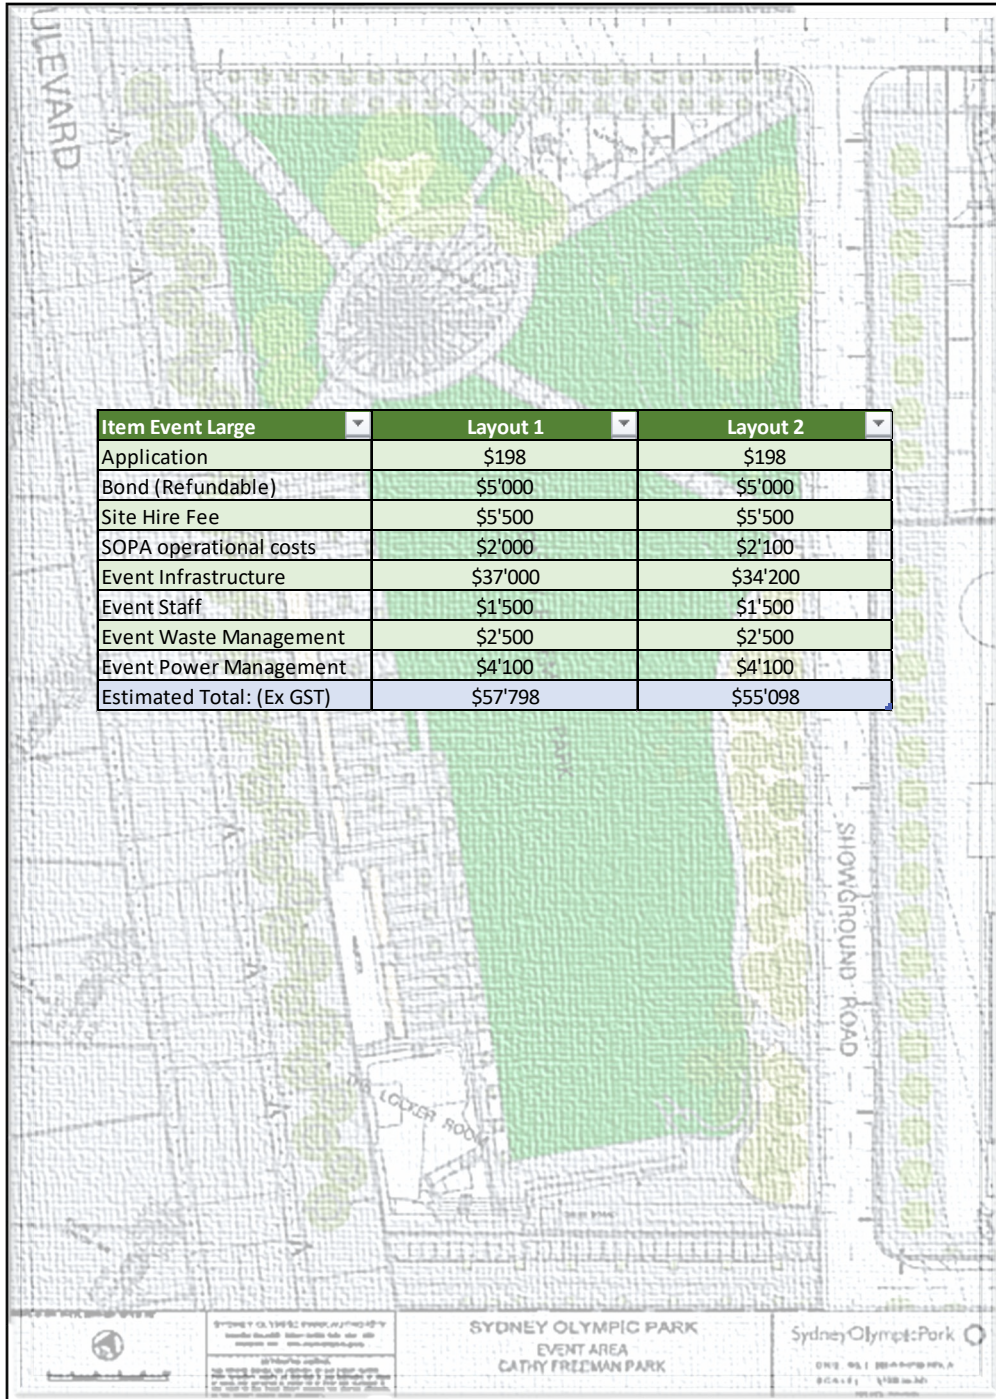 ULEVARD
Item Event Large Layout 1 Layout 2
Application $198 $198
Bond (Refundable) $5'000 $5'000
Site Hire Fee $5'500 $5'500
SOPA operational costs $2'000 $2'100
Event Infrastructure $37'000 $34'200
Event Staff $1'500 $1'500
Event Waste Management $2'500 $2'500
Event Power Management $4'100 $4'100
Estimated Total: (Ex GST) $57'798 $55'098
PARK
SHOWGROUND ROAD
LOCKER ROOM
SYDNEY OLYMPIC PARK
EVENT AREA
CATHY FREEMAN PARK
SydneyOlympicPark